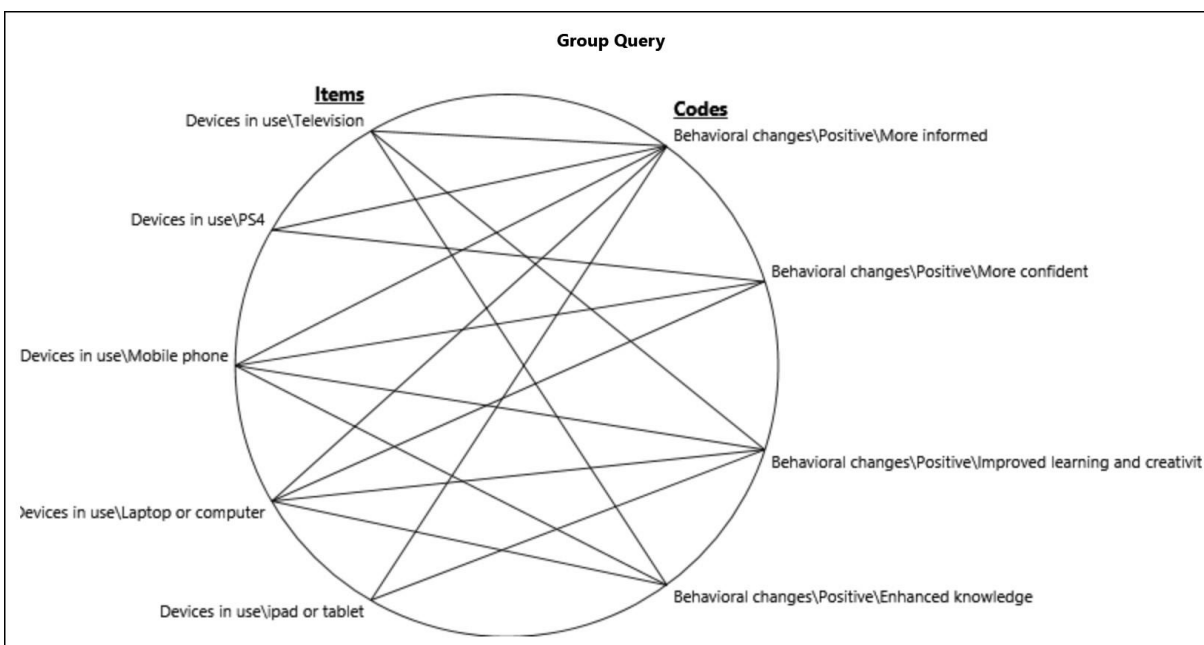 Group Query
Items
Codes
Devices in use\Television
Behavioral changes\Positive\More informed
Devices in use\PS4
Behavioral changes\Positive\More confident
Devices in use\Mobile phone
Behavioral changes\Positive\Improved learning and creativit
Devices in use\Laptop or computer
Behavioral changes\Positive\Enhanced knowledge
Devices in use\ipad or tablet